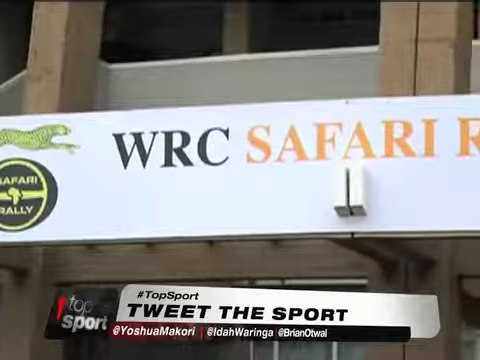 WRC SAFARI R
SAFARI
RALLY
#TopSport
TWEET THE SPORT
@YoshuaMakori | @IdahWaringa | @BrianOtwal
top
sport